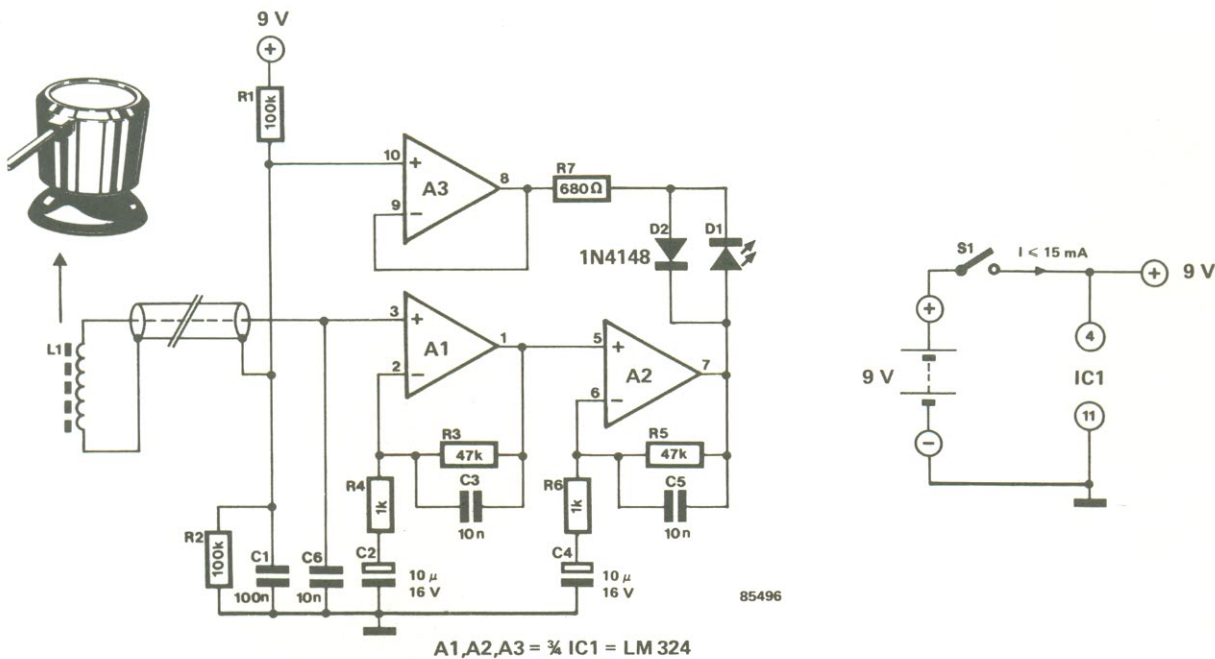 9 V
+
R1
100k
10
+
A3
8
9
−
R7
680Ω
D2
D1
1N4148
S1
I ≤ 15 mA
+
9 V
L1
3
+
A1
1
2
−
5
+
A2
7
6
−
+
9 V
−
4
IC1
11
R3
47k
C3
10n
R5
47k
C5
10n
R4
1k
R6
1k
R2
100k
C1
100n
C6
10n
C2
10 μ
16 V
C4
10 μ
16 V
85496
A1,A2,A3 = ¾ IC1 = LM 324